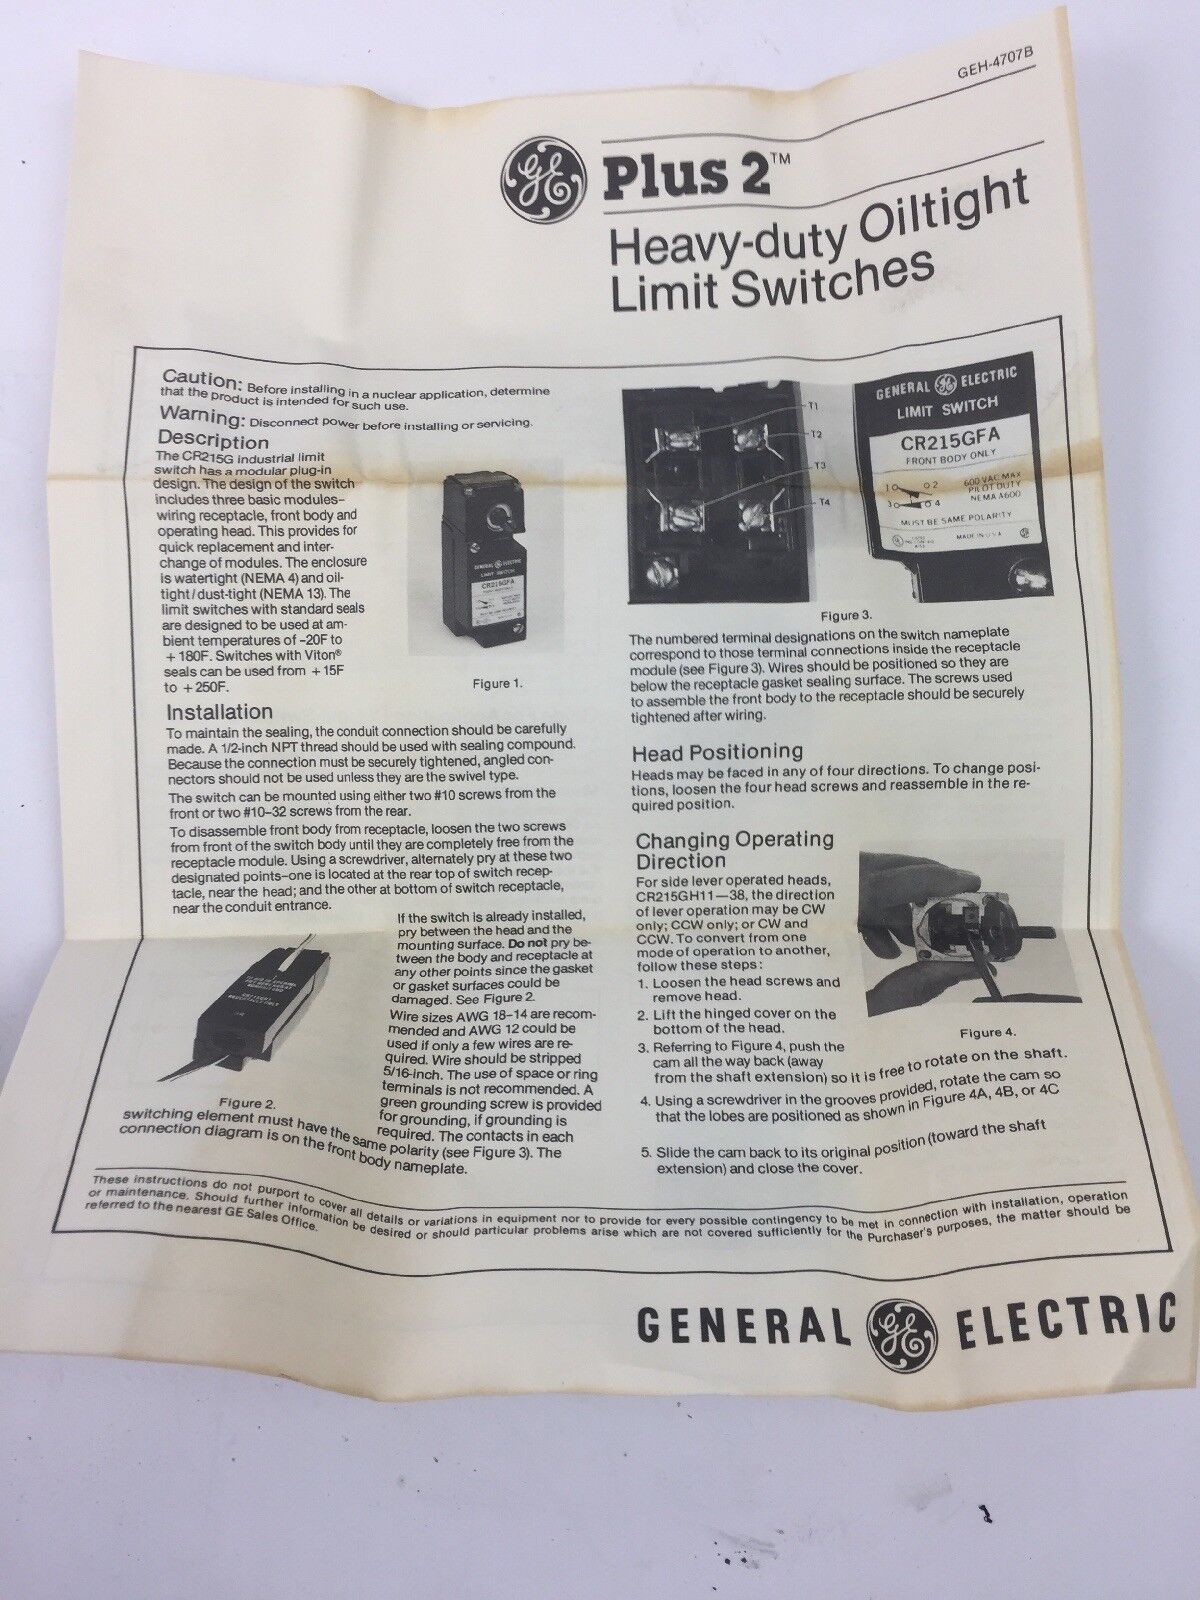 GEH-4707B
GE Plus 2™
Heavy-duty Oiltight
Limit Switches
Caution: Before installing in a nuclear application, determine
that the product is intended for such use.
Warning: Disconnect power before installing or servicing.
Description
The CR215G industrial limit
switch has a modular plug-in
design. The design of the switch
includes three basic modules–
wiring receptacle, front body and
operating head. This provides for
quick replacement and inter-
change of modules. The enclosure
is watertight (NEMA 4) and oil-
tight/dust-tight (NEMA 13). The
limit switches with standard seals
are designed to be used at am-
bient temperatures of -20F to
+180F. Switches with Viton®
seals can be used from +15F
to +250F.
GENERAL ELECTRIC
LIMIT SWITCH
CR215GFA
Figure 1.
Installation
To maintain the sealing, the conduit connection should be carefully
made. A 1/2-inch NPT thread should be used with sealing compound.
Because the connection must be securely tightened, angled con-
nectors should not be used unless they are the swivel type.
The switch can be mounted using either two #10 screws from the
front or two #10-32 screws from the rear.
To disassemble front body from receptacle, loosen the two screws
from front of the switch body until they are completely free from the
receptacle module. Using a screwdriver, alternately pry at these two
designated points–one is located at the rear top of switch recep-
tacle, near the head; and the other at bottom of switch receptacle,
near the conduit entrance.
If the switch is already installed,
pry between the head and the
mounting surface. Do not pry be-
tween the body and receptacle at
any other points since the gasket
or gasket surfaces could be
damaged. See Figure 2.
Wire sizes AWG 18-14 are recom-
mended and AWG 12 could be
used if only a few wires are re-
quired. Wire should be stripped
5/16-inch. The use of space or ring
terminals is not recommended. A
green grounding screw is provided
for grounding, if grounding is
required. The contacts in each
Figure 2.
switching element must have the same polarity (see Figure 3). The
connection diagram is on the front body nameplate.
T1
T2
T3
T4
GENERAL GE ELECTRIC
LIMIT SWITCH
CR215GFA
FRONT BODY ONLY
1 2
3 4
600 VAC MAX
PILOT DUTY
NEMA A600
MUST BE SAME POLARITY
MADE IN U.S.A.
Figure 3.
The numbered terminal designations on the switch nameplate
correspond to those terminal connections inside the receptacle
module (see Figure 3). Wires should be positioned so they are
below the receptacle gasket sealing surface. The screws used
to assemble the front body to the receptacle should be securely
tightened after wiring.
Head Positioning
Heads may be faced in any of four directions. To change posi-
tions, loosen the four head screws and reassemble in the re-
quired position.
Changing Operating
Direction
For side lever operated heads,
CR215GH11—38, the direction
of lever operation may be CW
only; CCW only; or CW and
CCW. To convert from one
mode of operation to another,
follow these steps:
1. Loosen the head screws and
remove head.
2. Lift the hinged cover on the
bottom of the head.
3. Referring to Figure 4, push the
cam all the way back (away
from the shaft extension) so it is free to rotate on the shaft.
Figure 4.
4. Using a screwdriver in the grooves provided, rotate the cam so
that the lobes are positioned as shown in Figure 4A, 4B, or 4C
5. Slide the cam back to its original position (toward the shaft
extension) and close the cover.
These instructions do not purport to cover all details or variations in equipment nor to provide for every possible contingency to be met in connection with installation, operation
or maintenance. Should further information be desired or should particular problems arise which are not covered sufficiently for the Purchaser's purposes, the matter should be
referred to the nearest GE Sales Office.
GENERAL GE ELECTRIC